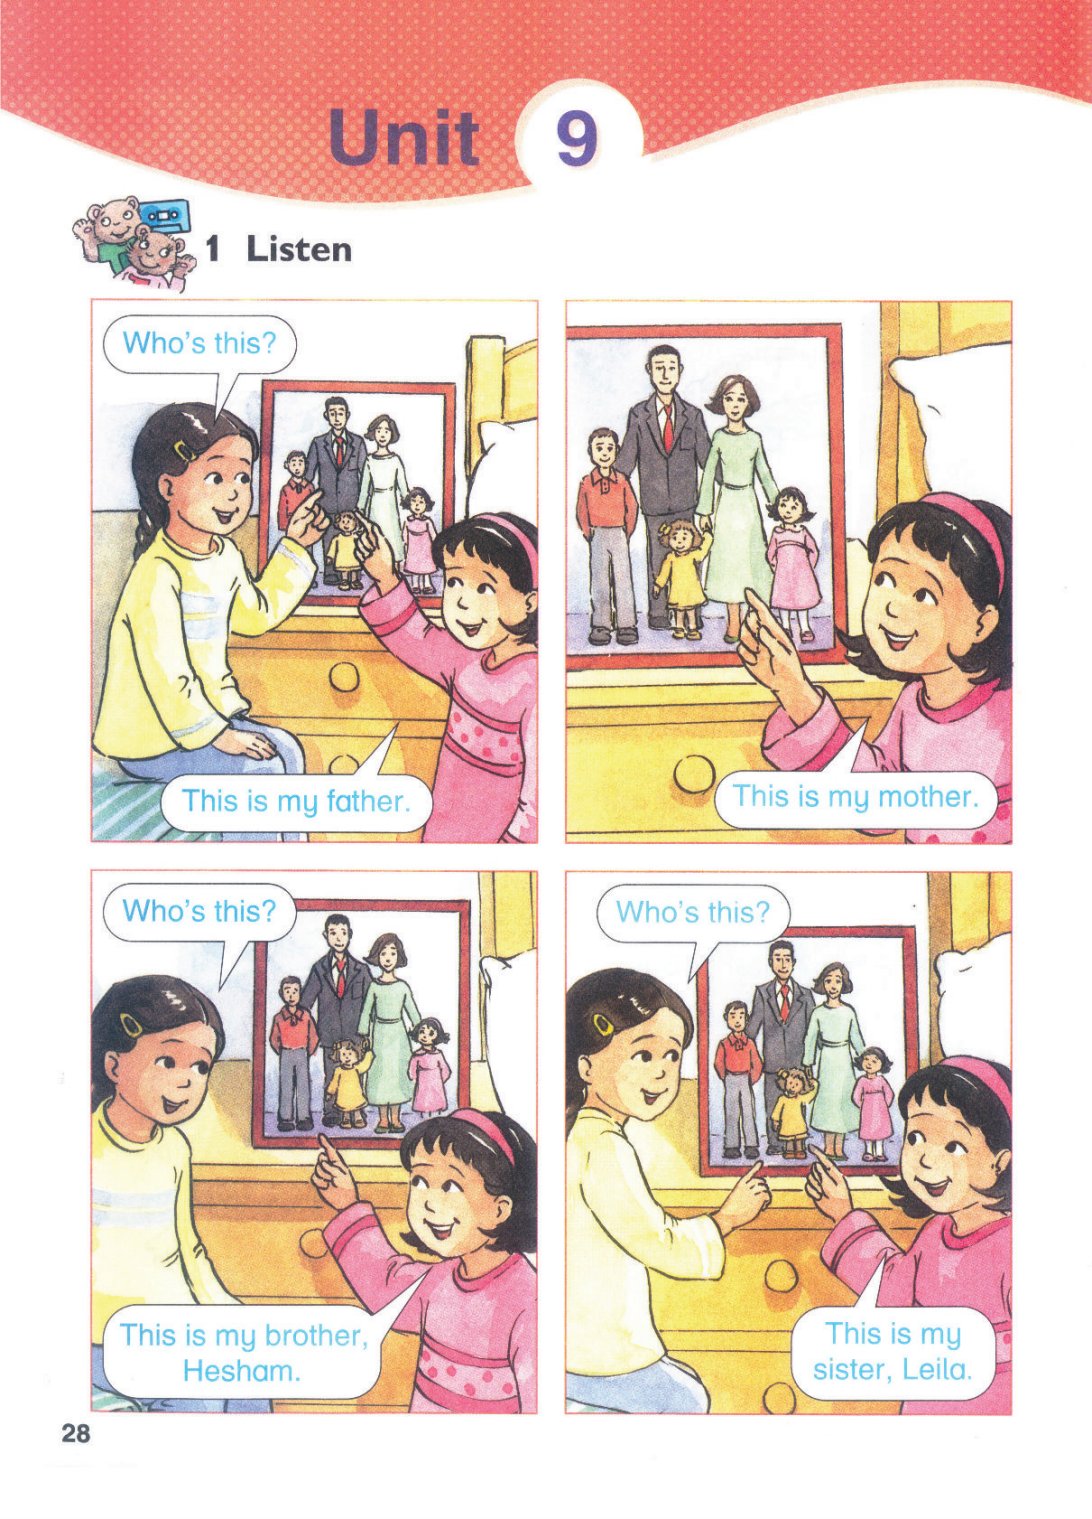 Unit 9
1 Listen
Who's this?
This is my father.
This is my mother.
Who's this?
This is my brother,
Hesham.
Who's this?
This is my
sister, Leila.
28